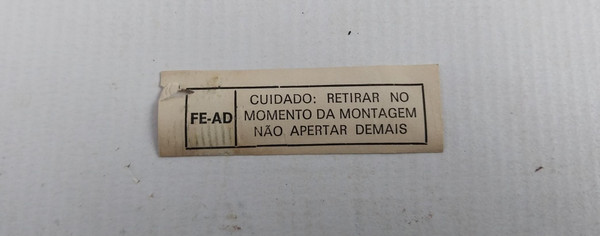 FE-AD
CUIDADO: RETIRAR NO
MOMENTO DA MONTAGEM
NÃO APERTAR DEMAIS